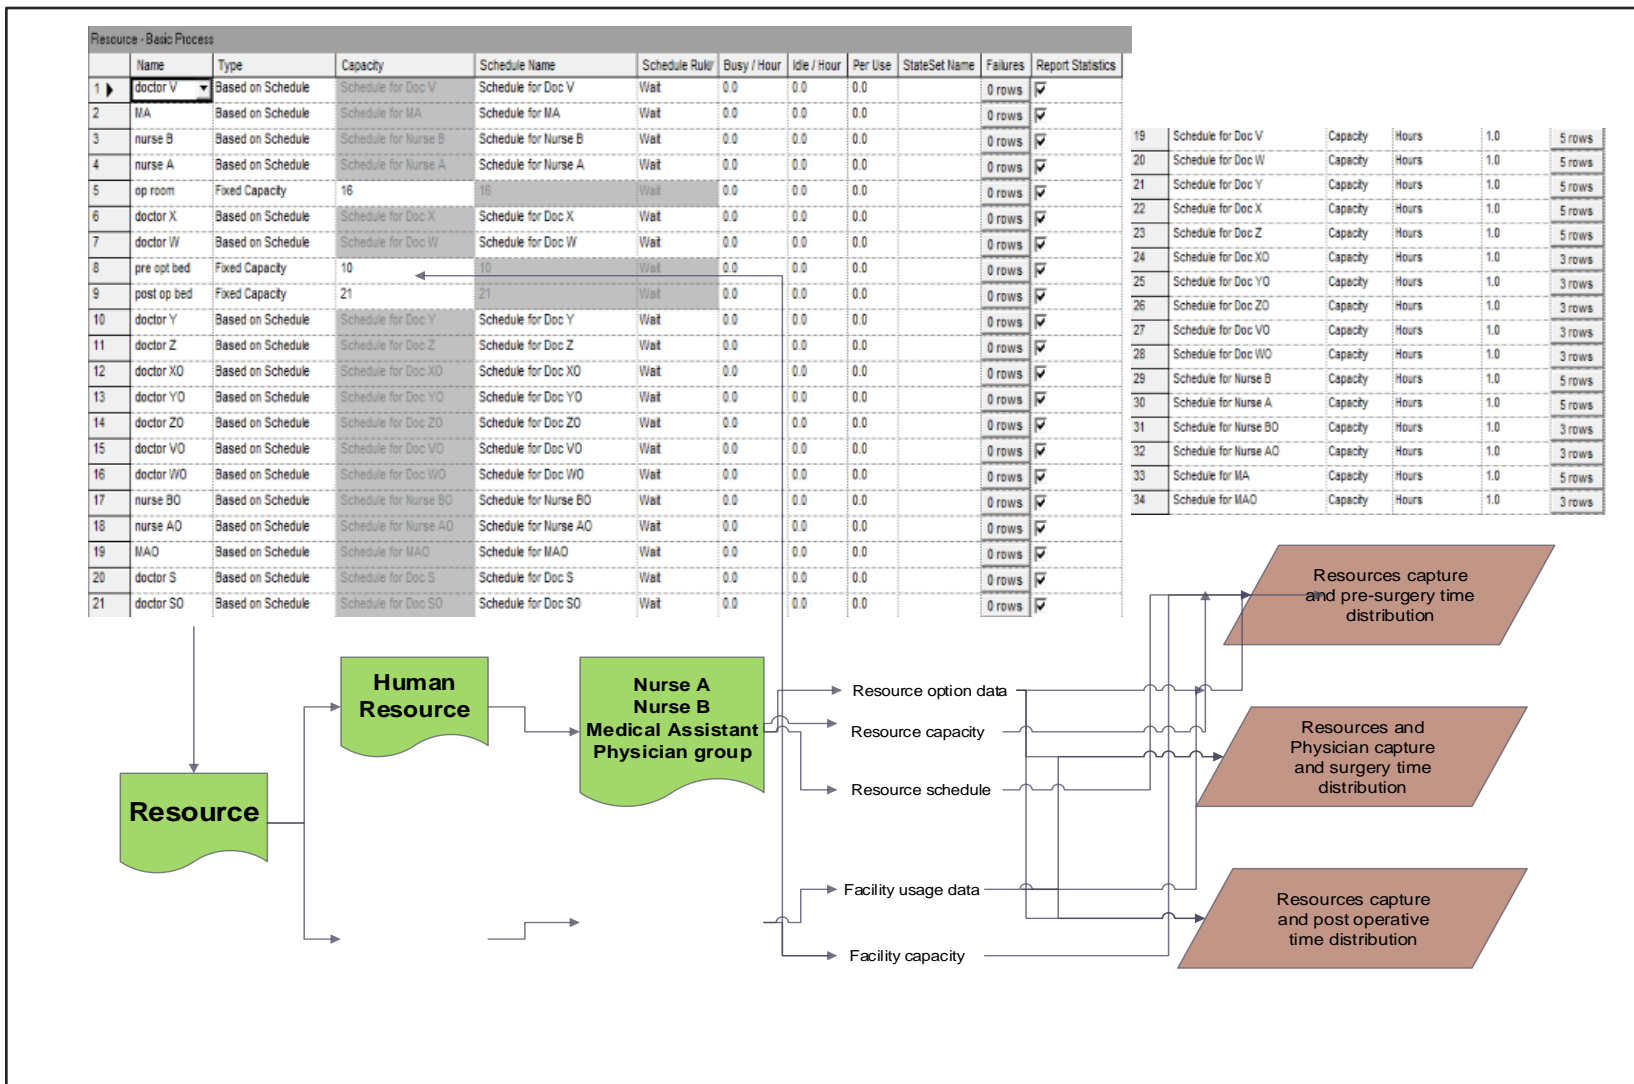 Resource - Basic Process
Name Type Capacity Schedule Name Schedule Rule Busy / Hour Idle / Hour Per Use StateSet Name Failures Report Statistics
1 doctor V Based on Schedule Schedule for Doc V Schedule for Doc V Wait 0.0 0.0 0.0 0 rows
2 MA Based on Schedule Schedule for MA Schedule for MA Wait 0.0 0.0 0.0 0 rows
3 nurse B Based on Schedule Schedule for Nurse B Schedule for Nurse B Wait 0.0 0.0 0.0 0 rows
4 nurse A Based on Schedule Schedule for Nurse A Schedule for Nurse A Wait 0.0 0.0 0.0 0 rows
5 op room Fixed Capacity 16 16 Wait 0.0 0.0 0.0 0 rows
6 doctor X Based on Schedule Schedule for Doc X Schedule for Doc X Wait 0.0 0.0 0.0 0 rows
7 doctor W Based on Schedule Schedule for Doc W Schedule for Doc W Wait 0.0 0.0 0.0 0 rows
8 pre opt bed Fixed Capacity 10 10 Wait 0.0 0.0 0.0 0 rows
9 post op bed Fixed Capacity 21 21 Wait 0.0 0.0 0.0 0 rows
10 doctor Y Based on Schedule Schedule for Doc Y Schedule for Doc Y Wait 0.0 0.0 0.0 0 rows
11 doctor Z Based on Schedule Schedule for Doc Z Schedule for Doc Z Wait 0.0 0.0 0.0 0 rows
12 doctor XO Based on Schedule Schedule for Doc XO Schedule for Doc XO Wait 0.0 0.0 0.0 0 rows
13 doctor YO Based on Schedule Schedule for Doc YO Schedule for Doc YO Wait 0.0 0.0 0.0 0 rows
14 doctor ZO Based on Schedule Schedule for Doc ZO Schedule for Doc ZO Wait 0.0 0.0 0.0 0 rows
15 doctor VO Based on Schedule Schedule for Doc VO Schedule for Doc VO Wait 0.0 0.0 0.0 0 rows
16 doctor WO Based on Schedule Schedule for Doc WO Schedule for Doc WO Wait 0.0 0.0 0.0 0 rows
17 nurse BO Based on Schedule Schedule for Nurse BO Schedule for Nurse BO Wait 0.0 0.0 0.0 0 rows
18 nurse AO Based on Schedule Schedule for Nurse AO Schedule for Nurse AO Wait 0.0 0.0 0.0 0 rows
19 MAO Based on Schedule Schedule for MAO Schedule for MAO Wait 0.0 0.0 0.0 0 rows
20 doctor S Based on Schedule Schedule for Doc S Schedule for Doc S Wait 0.0 0.0 0.0 0 rows
21 doctor SO Based on Schedule Schedule for Doc SO Schedule for Doc SO Wait 0.0 0.0 0.0 0 rows
19 Schedule for Doc V Capacity Hours 1.0 5 rows
20 Schedule for Doc W Capacity Hours 1.0 5 rows
21 Schedule for Doc Y Capacity Hours 1.0 5 rows
22 Schedule for Doc X Capacity Hours 1.0 5 rows
23 Schedule for Doc Z Capacity Hours 1.0 5 rows
24 Schedule for Doc XO Capacity Hours 1.0 3 rows
25 Schedule for Doc YO Capacity Hours 1.0 3 rows
26 Schedule for Doc ZO Capacity Hours 1.0 3 rows
27 Schedule for Doc VO Capacity Hours 1.0 3 rows
28 Schedule for Doc WO Capacity Hours 1.0 3 rows
29 Schedule for Nurse B Capacity Hours 1.0 5 rows
30 Schedule for Nurse A Capacity Hours 1.0 5 rows
31 Schedule for Nurse BO Capacity Hours 1.0 3 rows
32 Schedule for Nurse AO Capacity Hours 1.0 3 rows
33 Schedule for MA Capacity Hours 1.0 5 rows
34 Schedule for MAO Capacity Hours 1.0 3 rows
Resource
Human
Resource
Nurse A
Nurse B
Medical Assistant
Physician group
Resource option data
Resource capacity
Resource schedule
Facility usage data
Facility capacity
Resources capture
and pre-surgery time
distribution
Resources and
Physician capture
and surgery time
distribution
Resources capture
and post operative
time distribution